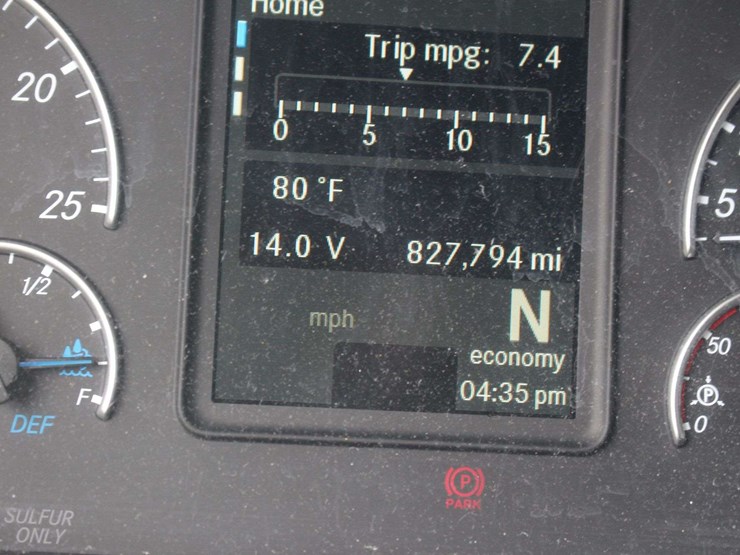 Home
Trip mpg: 7.4
0 5 10 15
80 °F
14.0 V 827,794 mi
mph
N
economy
04:35 pm
20
25
1/2
F
DEF
SULFUR
ONLY
5
50
P
0
P
PARK